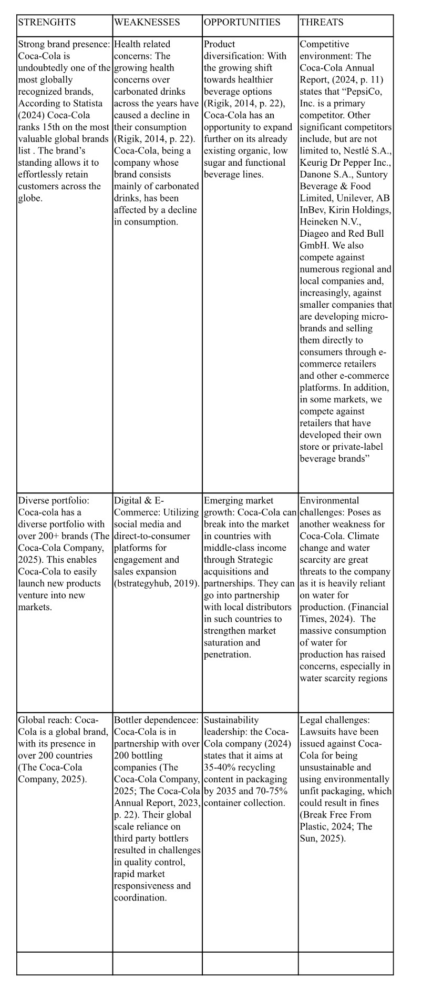 STRENGHTS
WEAKNESSES
OPPORTUNITIES
THREATS
Strong brand presence:
Coca-Cola is
undoubtedly one of the
most globally
recognized brands,
According to Statista
(2024) Coca-Cola
ranks 15th on the most
valuable global brands
list . The brand’s
standing allows it to
effortlessly retain
customers across the
globe.
Health related
concerns: The
growing health
concerns over
carbonated drinks
across the years have
caused a decline in
their consumption
(Rigik, 2014, p. 22).
Coca-Cola, being a
company whose
brand consists
mainly of carbonated
drinks, has been
affected by a decline
in consumption.
Product
diversification: With
the growing shift
towards healthier
beverage options
(Rigik, 2014, p. 22),
Coca-Cola has an
opportunity to expand
further on its already
existing organic, low
sugar and functional
beverage lines.
Competitive
environment: The
Coca-Cola Annual
Report, (2024, p. 11)
states that “PepsiCo,
Inc. is a primary
competitor. Other
significant competitors
include, but are not
limited to, Nestlé S.A.,
Keurig Dr Pepper Inc.,
Danone S.A., Suntory
Beverage & Food
Limited, Unilever, AB
InBev, Kirin Holdings,
Heineken N.V.,
Diageo and Red Bull
GmbH. We also
compete against
numerous regional and
local companies and,
increasingly, against
smaller companies that
are developing micro-
brands and selling
them directly to
consumers through e-
commerce retailers
and other e-commerce
platforms. In addition,
in some markets, we
compete against
retailers that have
developed their own
store or private-label
beverage brands”
Diverse portfolio:
Coca-cola has a
diverse portfolio with
over 200+ brands (The
Coca-Cola Company,
2025). This enables
Coca-Cola to easily
launch new products
venture into new
markets.
Digital & E-
Commerce: Utilizing
social media and
direct-to-consumer
platforms for
engagement and
sales expansion
(bstrategyhub, 2019).
Emerging market
growth: Coca-Cola can
break into the market
in countries with
middle-class income
through Strategic
acquisitions and
partnerships. They can
go into partnership
with local distributors
in such countries to
strengthen market
saturation and
penetration.
Environmental
challenges: Poses as
another weakness for
Coca-Cola. Climate
change and water
scarcity are great
threats to the company
as it is heavily reliant
on water for
production. (Financial
Times, 2024).  The
massive consumption
of water for
production has raised
concerns, especially in
water scarcity regions
Global reach: Coca-
Cola is a global brand,
with its presence in
over 200 countries
(The Coca-Cola
Company, 2025).
Bottler dependencee:
Coca-Cola is in
partnership with over
200 bottling
companies (The
Coca-Cola Company,
2025; The Coca-Cola
Annual Report, 2023,
p. 22). Their global
scale reliance on
third party bottlers
resulted in challenges
in quality control,
rapid market
responsiveness and
coordination.
Sustainability
leadership: the Coca-
Cola company (2024)
states that it aims at
35-40% recycling
content in packaging
by 2035 and 70-75%
container collection.
Legal challenges:
Lawsuits have been
issued against Coca-
Cola for being
unsustainable and
using environmentally
unfit packaging, which
could result in fines
(Break Free From
Plastic, 2024; The
Sun, 2025).